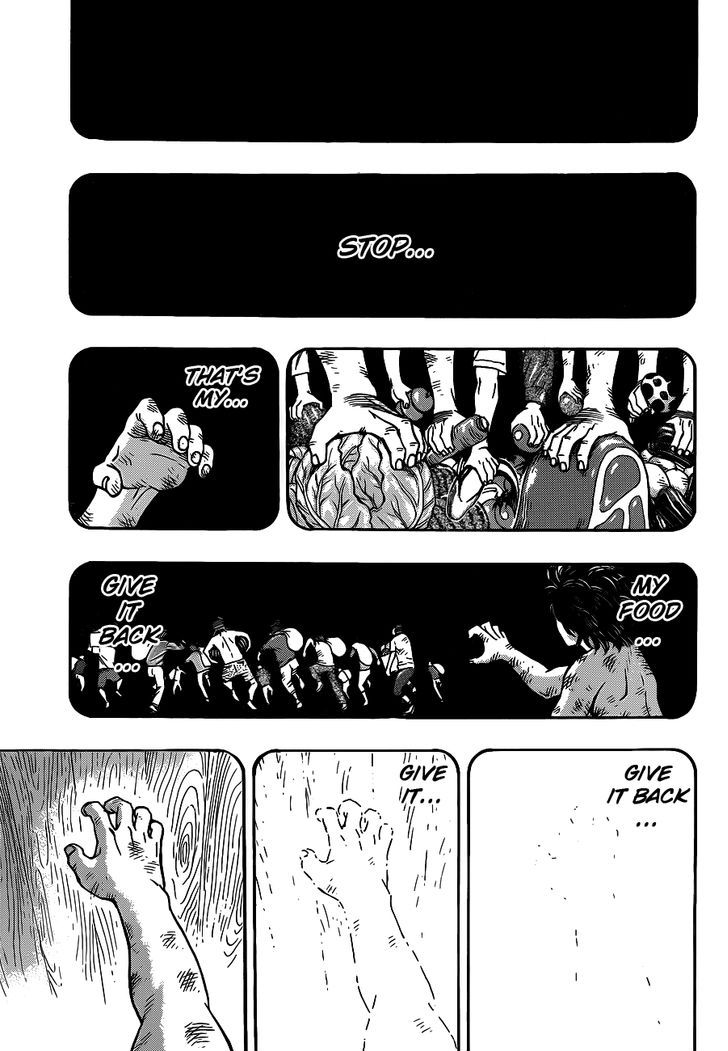 STOP...
MY
FOOD
...
GIVE
IT
BACK
...
THAT'S
MY...
GIVE
IT BACK
...
GIVE
IT...